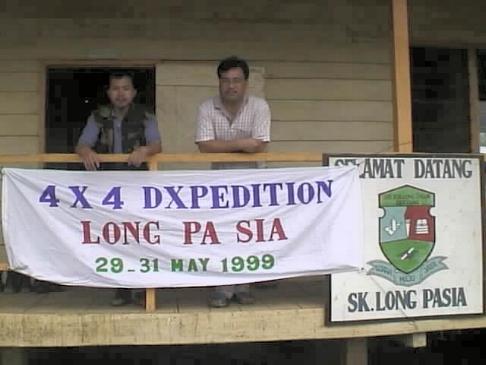 4 X 4 DXPEDITION
LONG PA SIA
29-31 MAY 1999
SELAMAT DATANG
SK. LONG PASIA